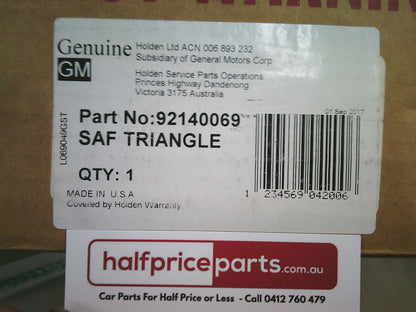 Genuine
GM
Holden Ltd ACN 006 893 232
Subsidiary of General Motors Corp
Holden Service Parts Operations
Princes Highway Dandenong
Victoria 3175 Australia
L069049GST
01 Sep 2017
Part No:92140069
SAF TRIANGLE
QTY: 1
MADE IN U.S.A
Covered by Holden Warranty
1 234569 042006
halfpriceparts.com.au
Car Parts For Half Price or Less - Call 0412 760 479